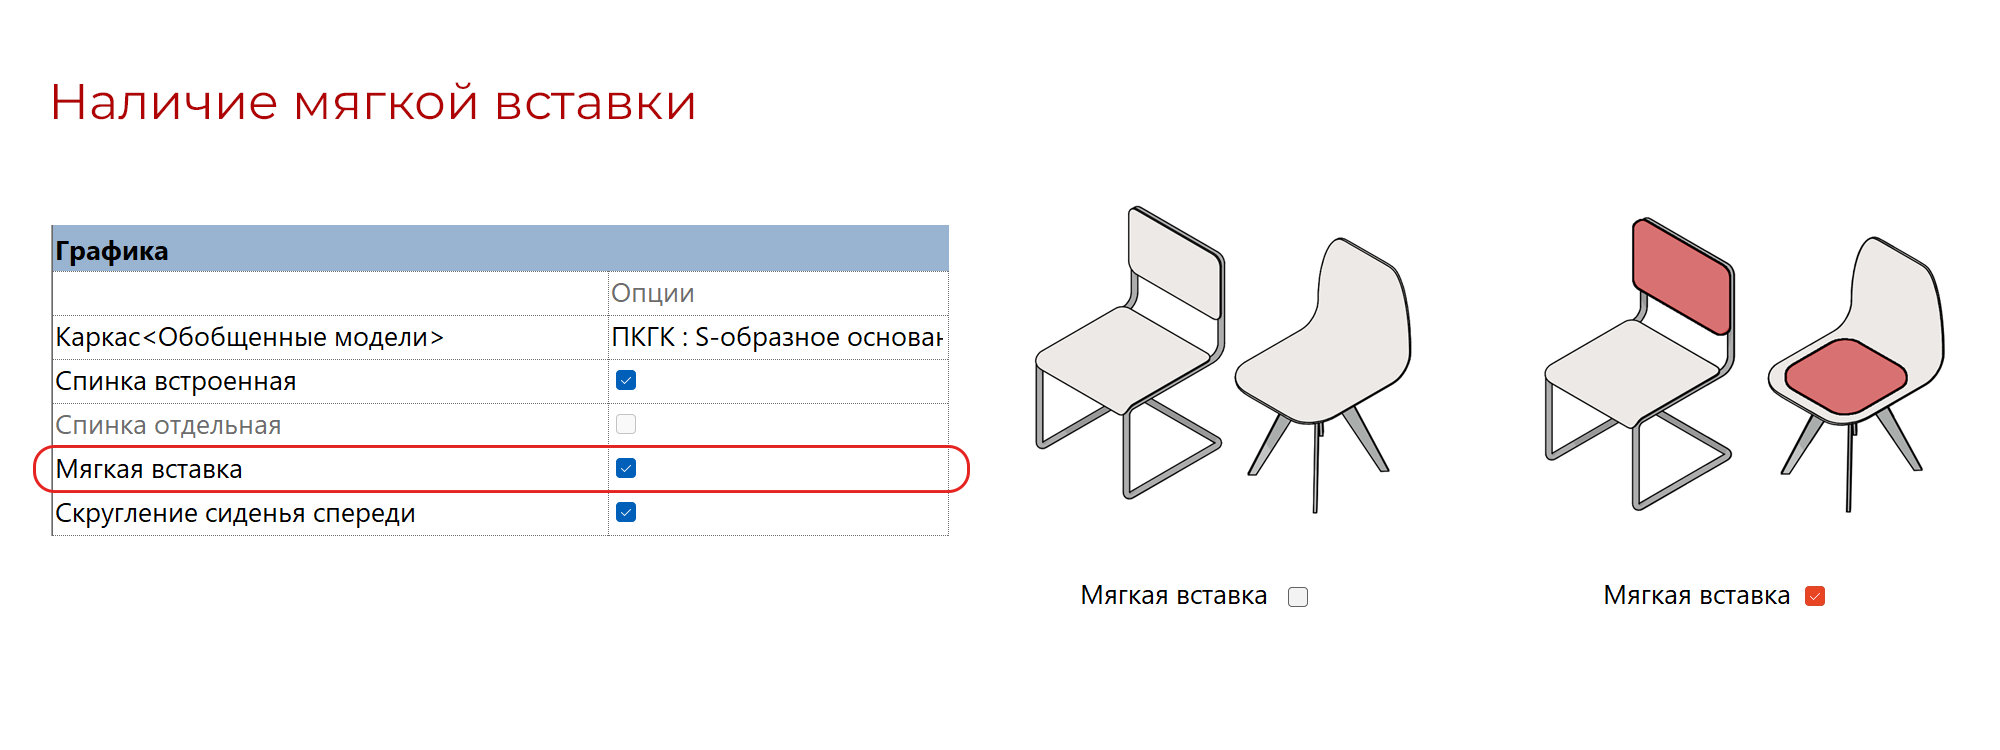 Наличие мягкой вставки
Графика
Опции
Каркас<Обобщенные модели> ПКГК : S-образное основан
Спинка встроенная
Спинка отдельная
Мягкая вставка
Скругление сиденья спереди
Мягкая вставка
Мягкая вставка